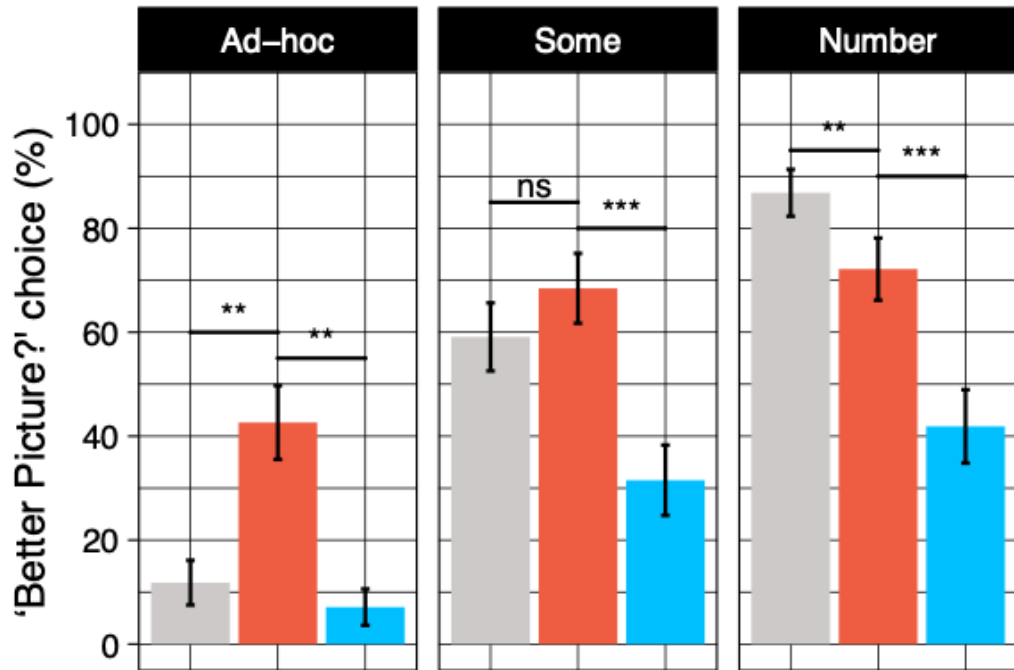 Ad–hoc
Some
Number
‘Better Picture?' choice (%)
100
80
60
40
20
0
** **
ns ***
** ***